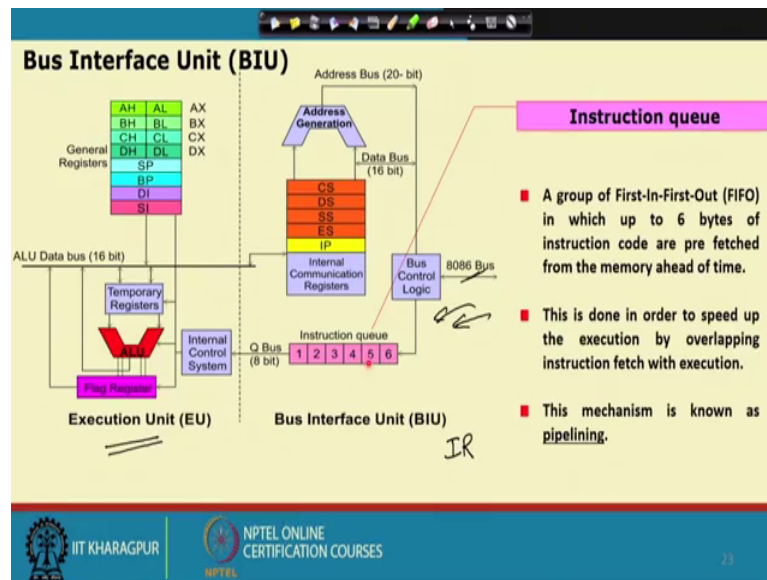 Bus Interface Unit (BIU)
Address Bus (20- bit)
AH AL AX
BH BL BX
CH CL CX
DH DL DX
General
Registers
SP
BP
DI
SI
ALU Data bus (16 bit)
Temporary
Registers
ALU
Flag Register
Internal
Control
System
Execution Unit (EU)
Address
Generation
Data Bus
(16 bit)
CS
DS
SS
ES
IP
Internal
Communication
Registers
Bus
Control
Logic
8086 Bus
Instruction queue
Q Bus
(8 bit)
1 2 3 4 5 6
Bus Interface Unit (BIU)
IR
Instruction queue
A group of First-In-First-Out (FIFO)
in which up to 6 bytes of
instruction code are pre fetched
from the memory ahead of time.
This is done in order to speed up
the execution by overlapping
instruction fetch with execution.
This mechanism is known as
pipelining.
IIT KHARAGPUR
NPTEL
NPTEL ONLINE
CERTIFICATION COURSES
23